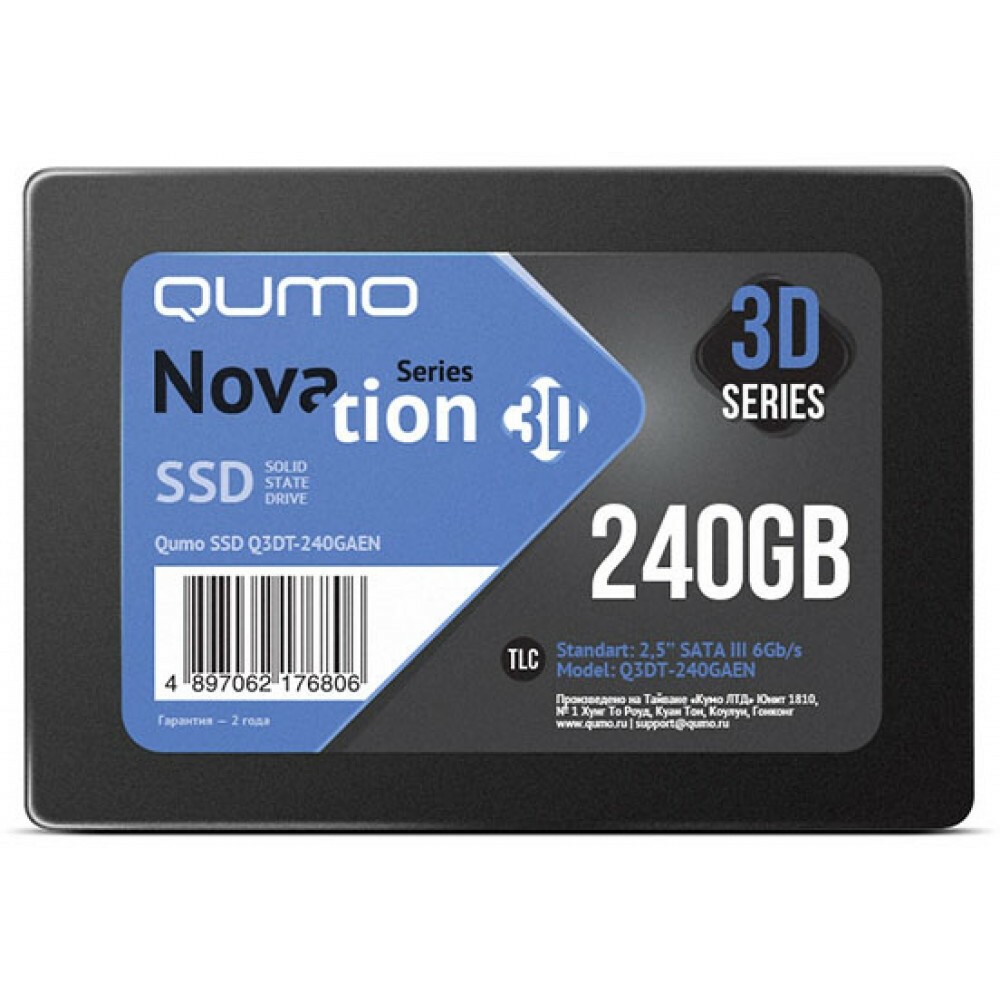 QUMO
Novation Series 3D
SSD SOLID STATE DRIVE
Qumo SSD Q3DT-240GAEN
4 897062 176806
Гарантия — 2 года
3D
SERIES
240GB
TLC
Standart: 2,5" SATA III 6Gb/s
Model: Q3DT-240GAEN
Произведено на Тайване «Кумо ЛТД» Юнит 1810,
№ 1 Хунг То Роуд, Куан Тон, Коулун, Гонконг
www.qumo.ru | support@qumo.ru